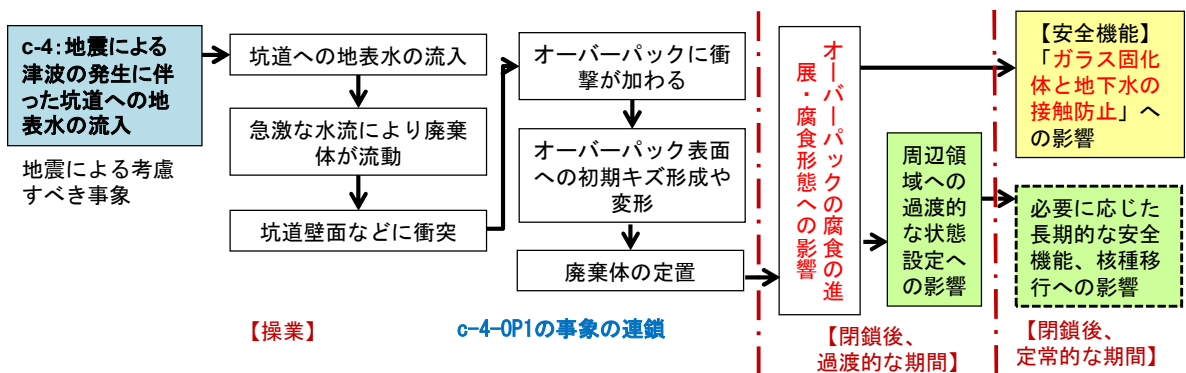 c-4：地震による
津波の発生に伴
った坑道への地
表水の流入
地震による考慮
すべき事象
坑道への地表水の流入
急激な水流により廃棄
体が流動
坑道壁面などに衝突
オーバーパックに衝
撃が加わる
オーバーパック表面
への初期キズ形成や
変形
廃棄体の定置
オーバーパックの腐食の進
展・腐食形態への影響
周辺領
域への
過渡的
な状態
設定へ
の影響
【安全機能】
「ガラス固化
体と地下水の
接触防止」へ
の影響
必要に応じた
長期的な安全
機能、核種移
行への影響
【操業】
c-4-OP1の事象の連鎖
【閉鎖後、
過渡的な期間】
【閉鎖後、
定常的な期間】